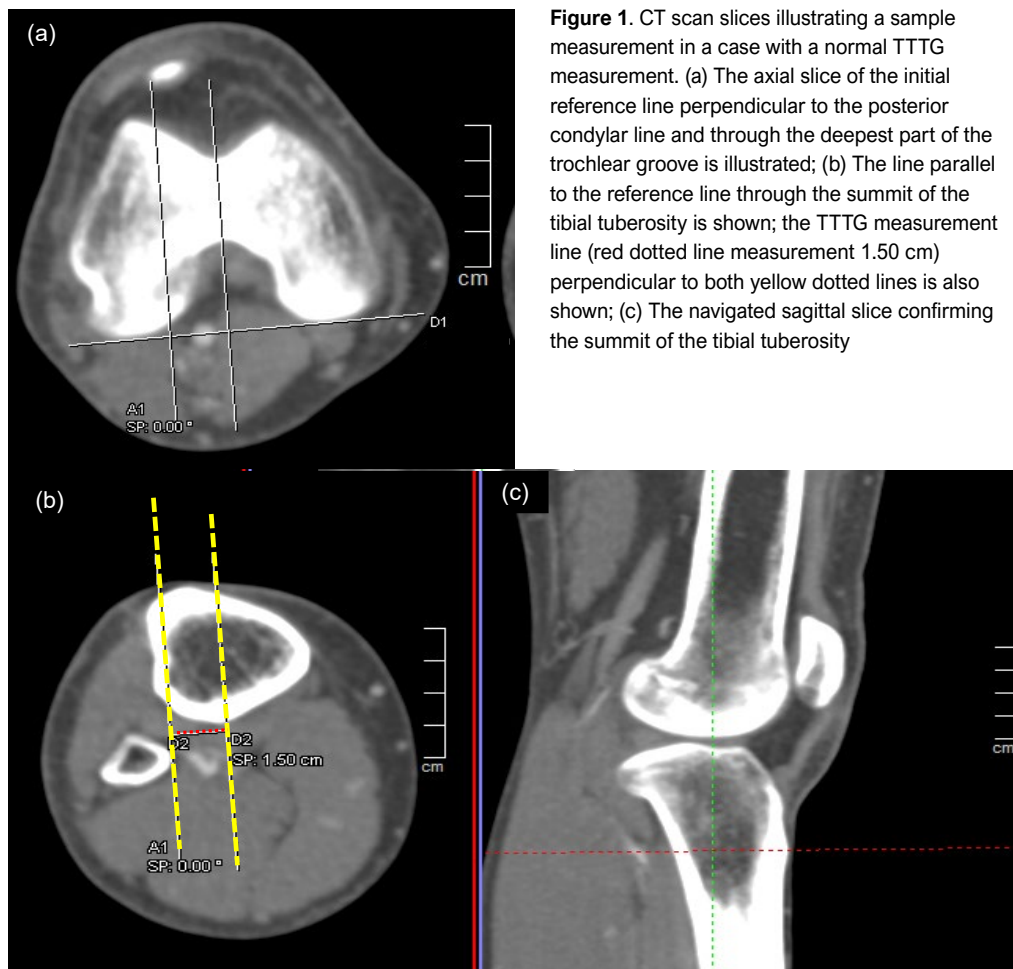 (a)
cm
D1
A1
SP: 0.00 °
Figure 1. CT scan slices illustrating a sample
measurement in a case with a normal TTTG
measurement. (a) The axial slice of the initial
reference line perpendicular to the posterior
condylar line and through the deepest part of the
trochlear groove is illustrated; (b) The line parallel
to the reference line through the summit of the
tibial tuberosity is shown; the TTTG measurement
line (red dotted line measurement 1.50 cm)
perpendicular to both yellow dotted lines is also
shown; (c) The navigated sagittal slice confirming
the summit of the tibial tuberosity
(b)
D2
D2
SP: 1.50 cm
cm
A1
SP: 0.00 °
(c)
cm